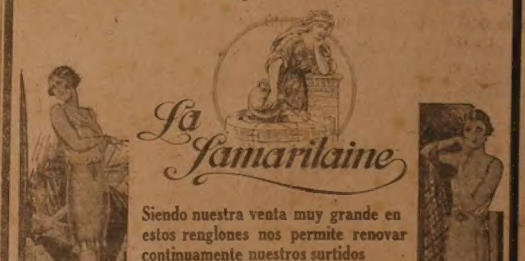 La
Samaritaine
Siendo nuestra venta muy grande en
estos renglones nos permite renovar
continuamente nuestros surtidos